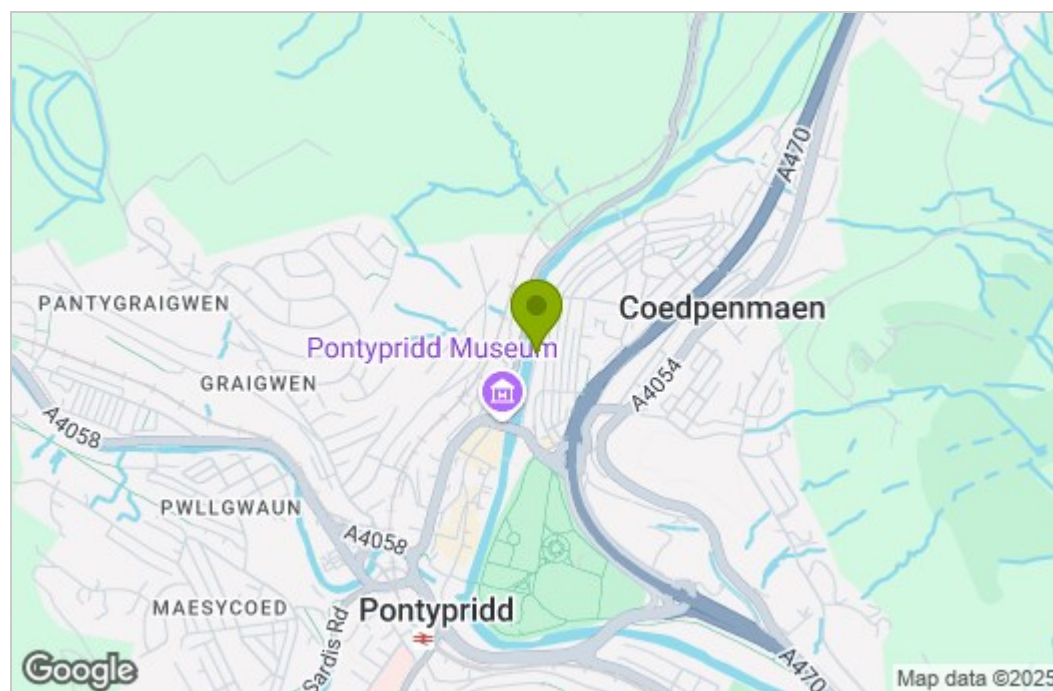 A470
PANTYGRAIGWEN
Coedpenmaen
Pontypridd Museum
GRAIGWEN
A4054
A4058
PWLLGWAUN
A4058
MAESYCOED
Pontypridd
Sardis Rd
A470
Google
Map data ©2025